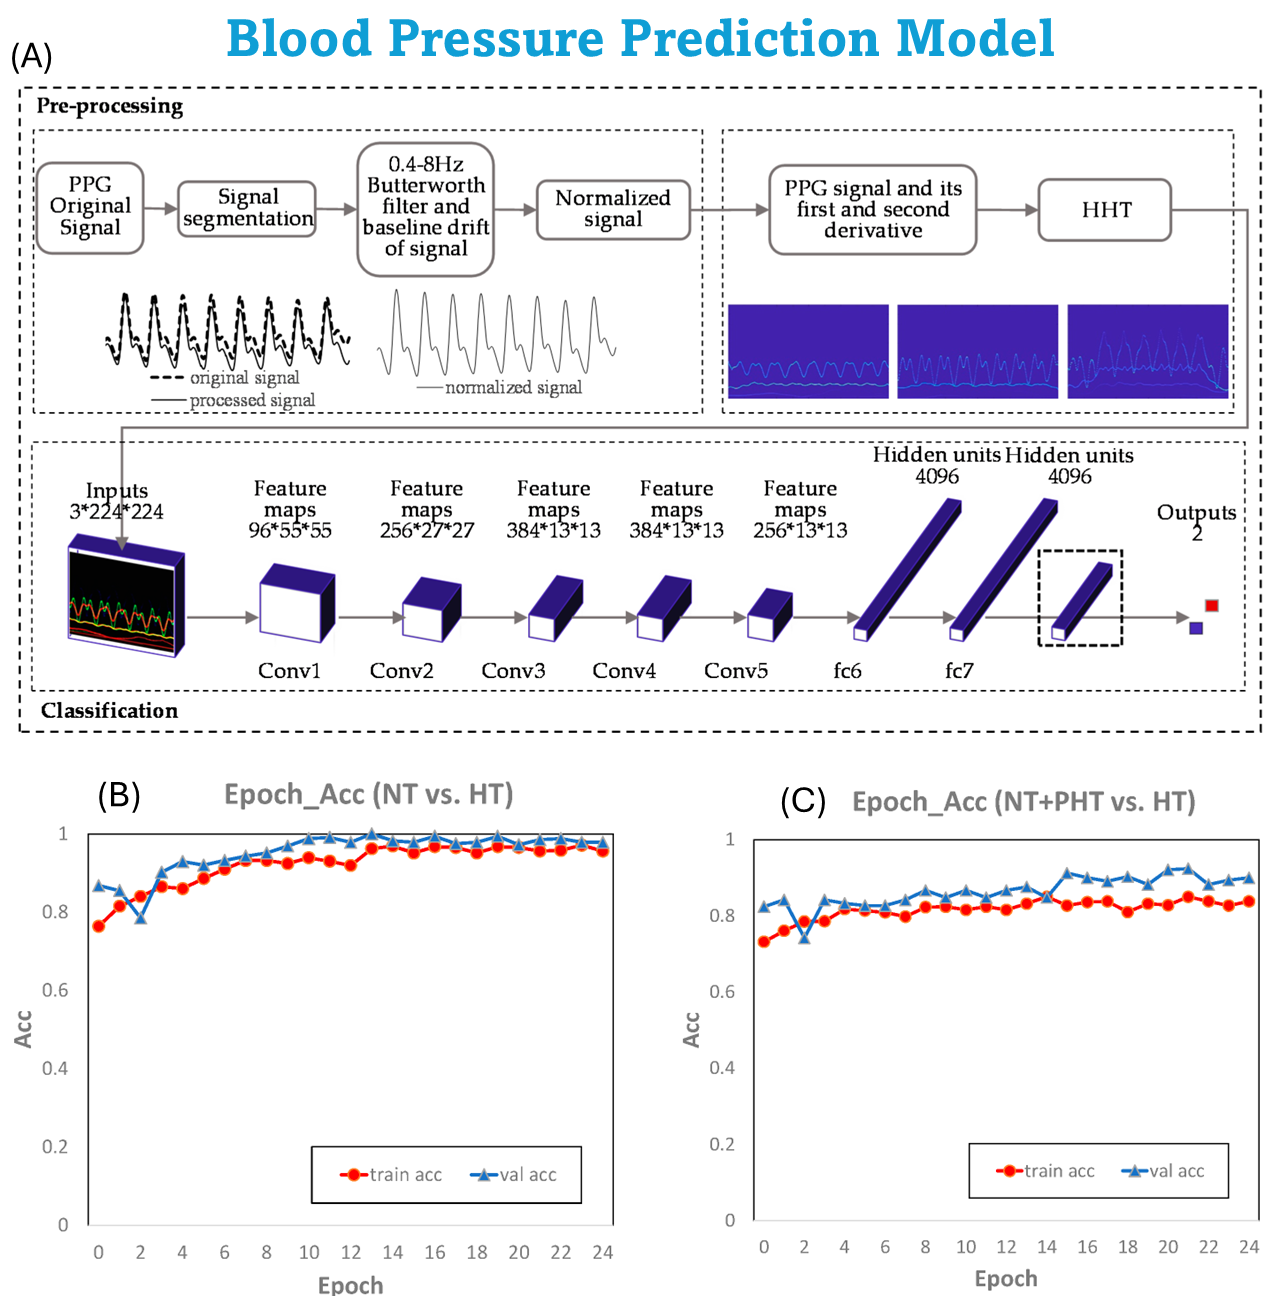 Blood Pressure Prediction Model
(A)
Pre-processing
PPG
Original
Signal
Signal
segmentation
0.4-8Hz
Butterworth
filter and
baseline drift
of signal
Normalized
signal
PPG signal and its
first and second
derivative
HHT
original signal
processed signal
normalized signal
Inputs
3*224*224
Feature
maps
96*55*55
Feature
maps
256*27*27
Feature
maps
384*13*13
Feature
maps
384*13*13
Feature
maps
256*13*13
Hidden units
4096
Hidden units
4096
Outputs
2
Conv1
Conv2
Conv3
Conv4
Conv5
fc6
fc7
Classification
(B)
Epoch_Acc (NT vs. HT)
1
0.8
0.6
0.4
0.2
0
Acc
train acc
val acc
0 2 4 6 8 10 12 14 16 18 20 22 24
Epoch
(C)
Epoch_Acc (NT+PHT vs. HT)
1
0.8
0.6
0.4
0.2
0
Acc
train acc
val acc
0 2 4 6 8 10 12 14 16 18 20 22 24
Epoch